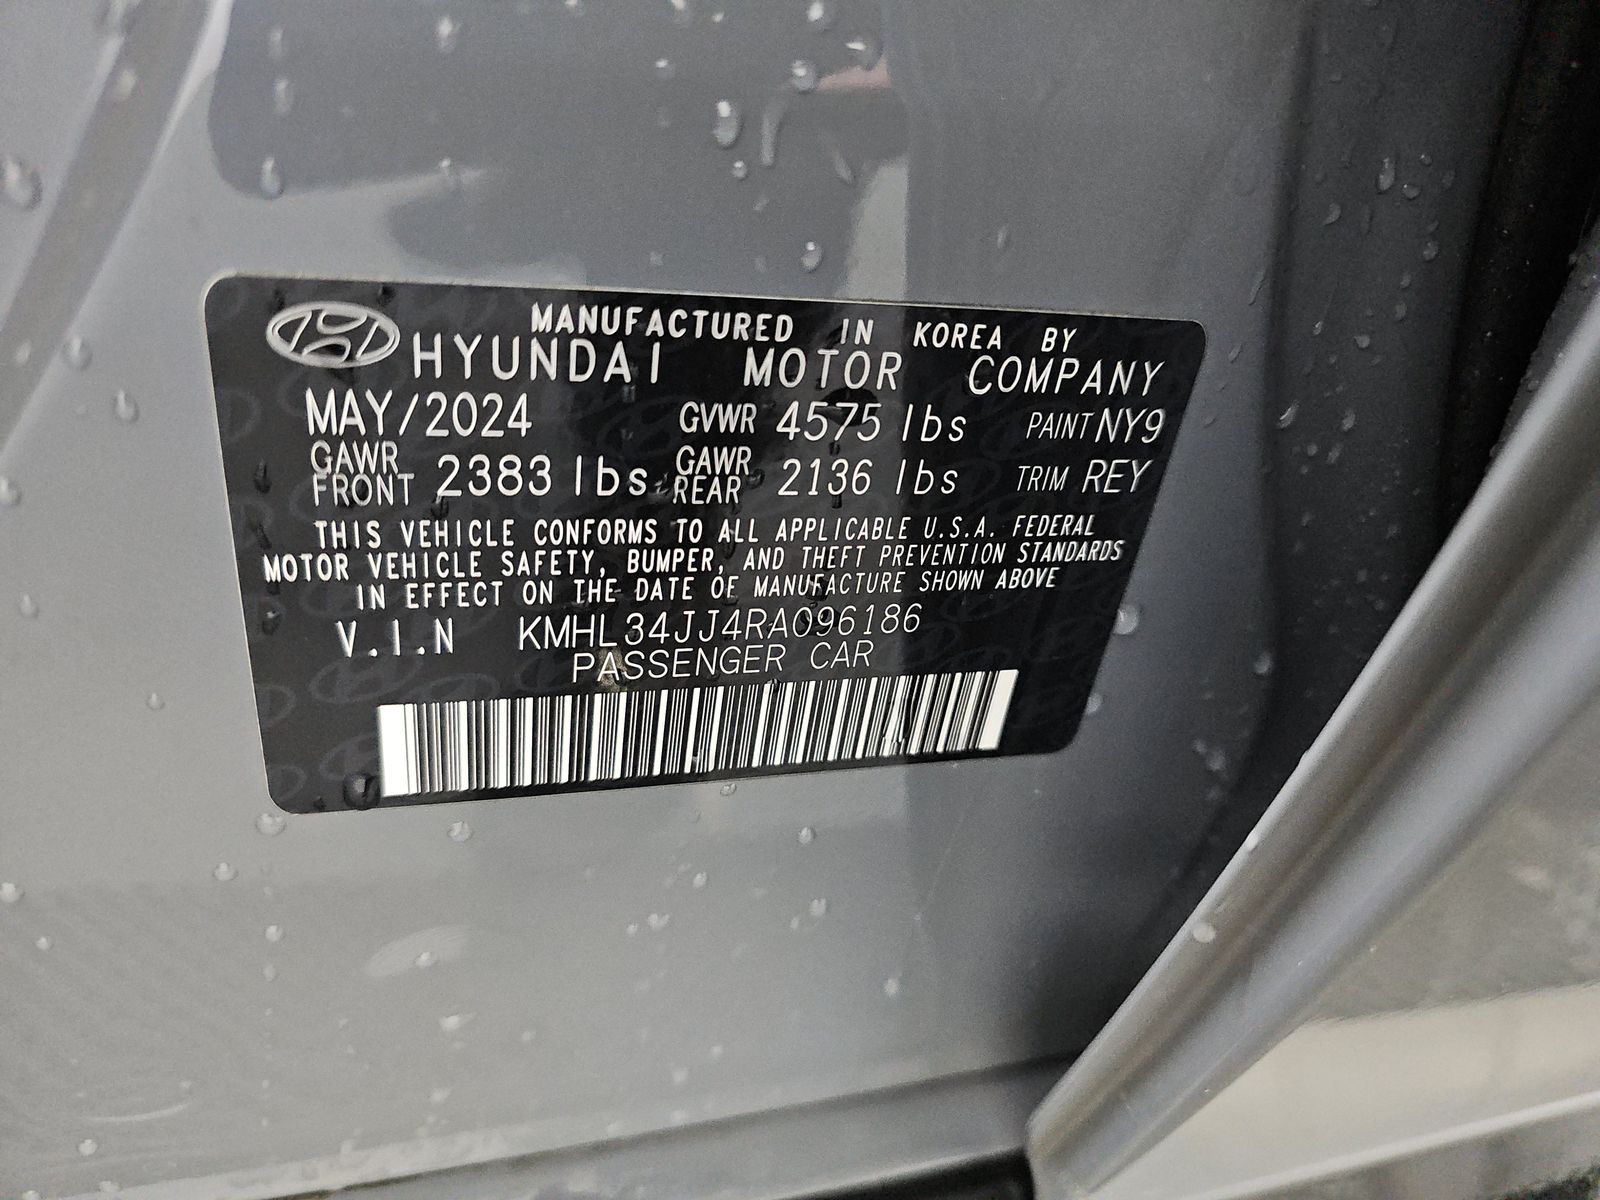 MANUFACTURED IN KOREA BY
HYUNDAI MOTOR COMPANY
MAY/2024 GVWR 4575 lbs PAINT NY9
GAWR FRONT 2383 lbs GAWR REAR 2136 lbs TRIM REY
THIS VEHICLE CONFORMS TO ALL APPLICABLE U.S.A. FEDERAL
MOTOR VEHICLE SAFETY, BUMPER, AND THEFT PREVENTION STANDARDS
IN EFFECT ON THE DATE OF MANUFACTURE SHOWN ABOVE
V.I.N KMHL34JJ4RA096186
PASSENGER CAR